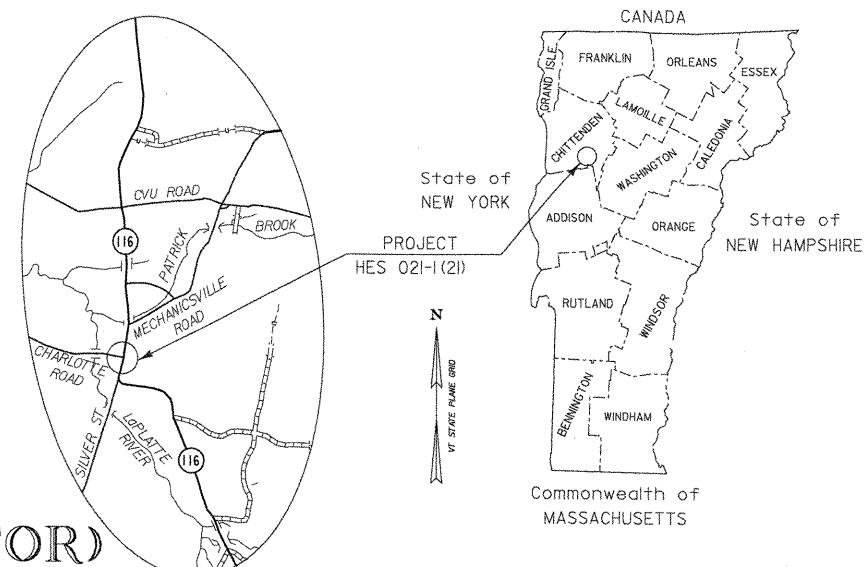 CANADA
GRAND ISLE
FRANKLIN
ORLEANS
ESSEX
LAMOILLE
CHITTENDEN
CALEDONIA
WASHINGTON
State of
NEW YORK
ADDISON
ORANGE
State of
NEW HAMPSHIRE
RUTLAND
WINDSOR
BENNINGTON
WINDHAM
Commonwealth of
MASSACHUSETTS
PROJECT
HES 021-1 (21)
N
VT STATE PLANE GRID
CVU ROAD
116
PATRICK
BROOK
MECHANICSVILLE
ROAD
CHARLOTTE
ROAD
SILVER ST.
LaPLATTE
RIVER
116
TOR)